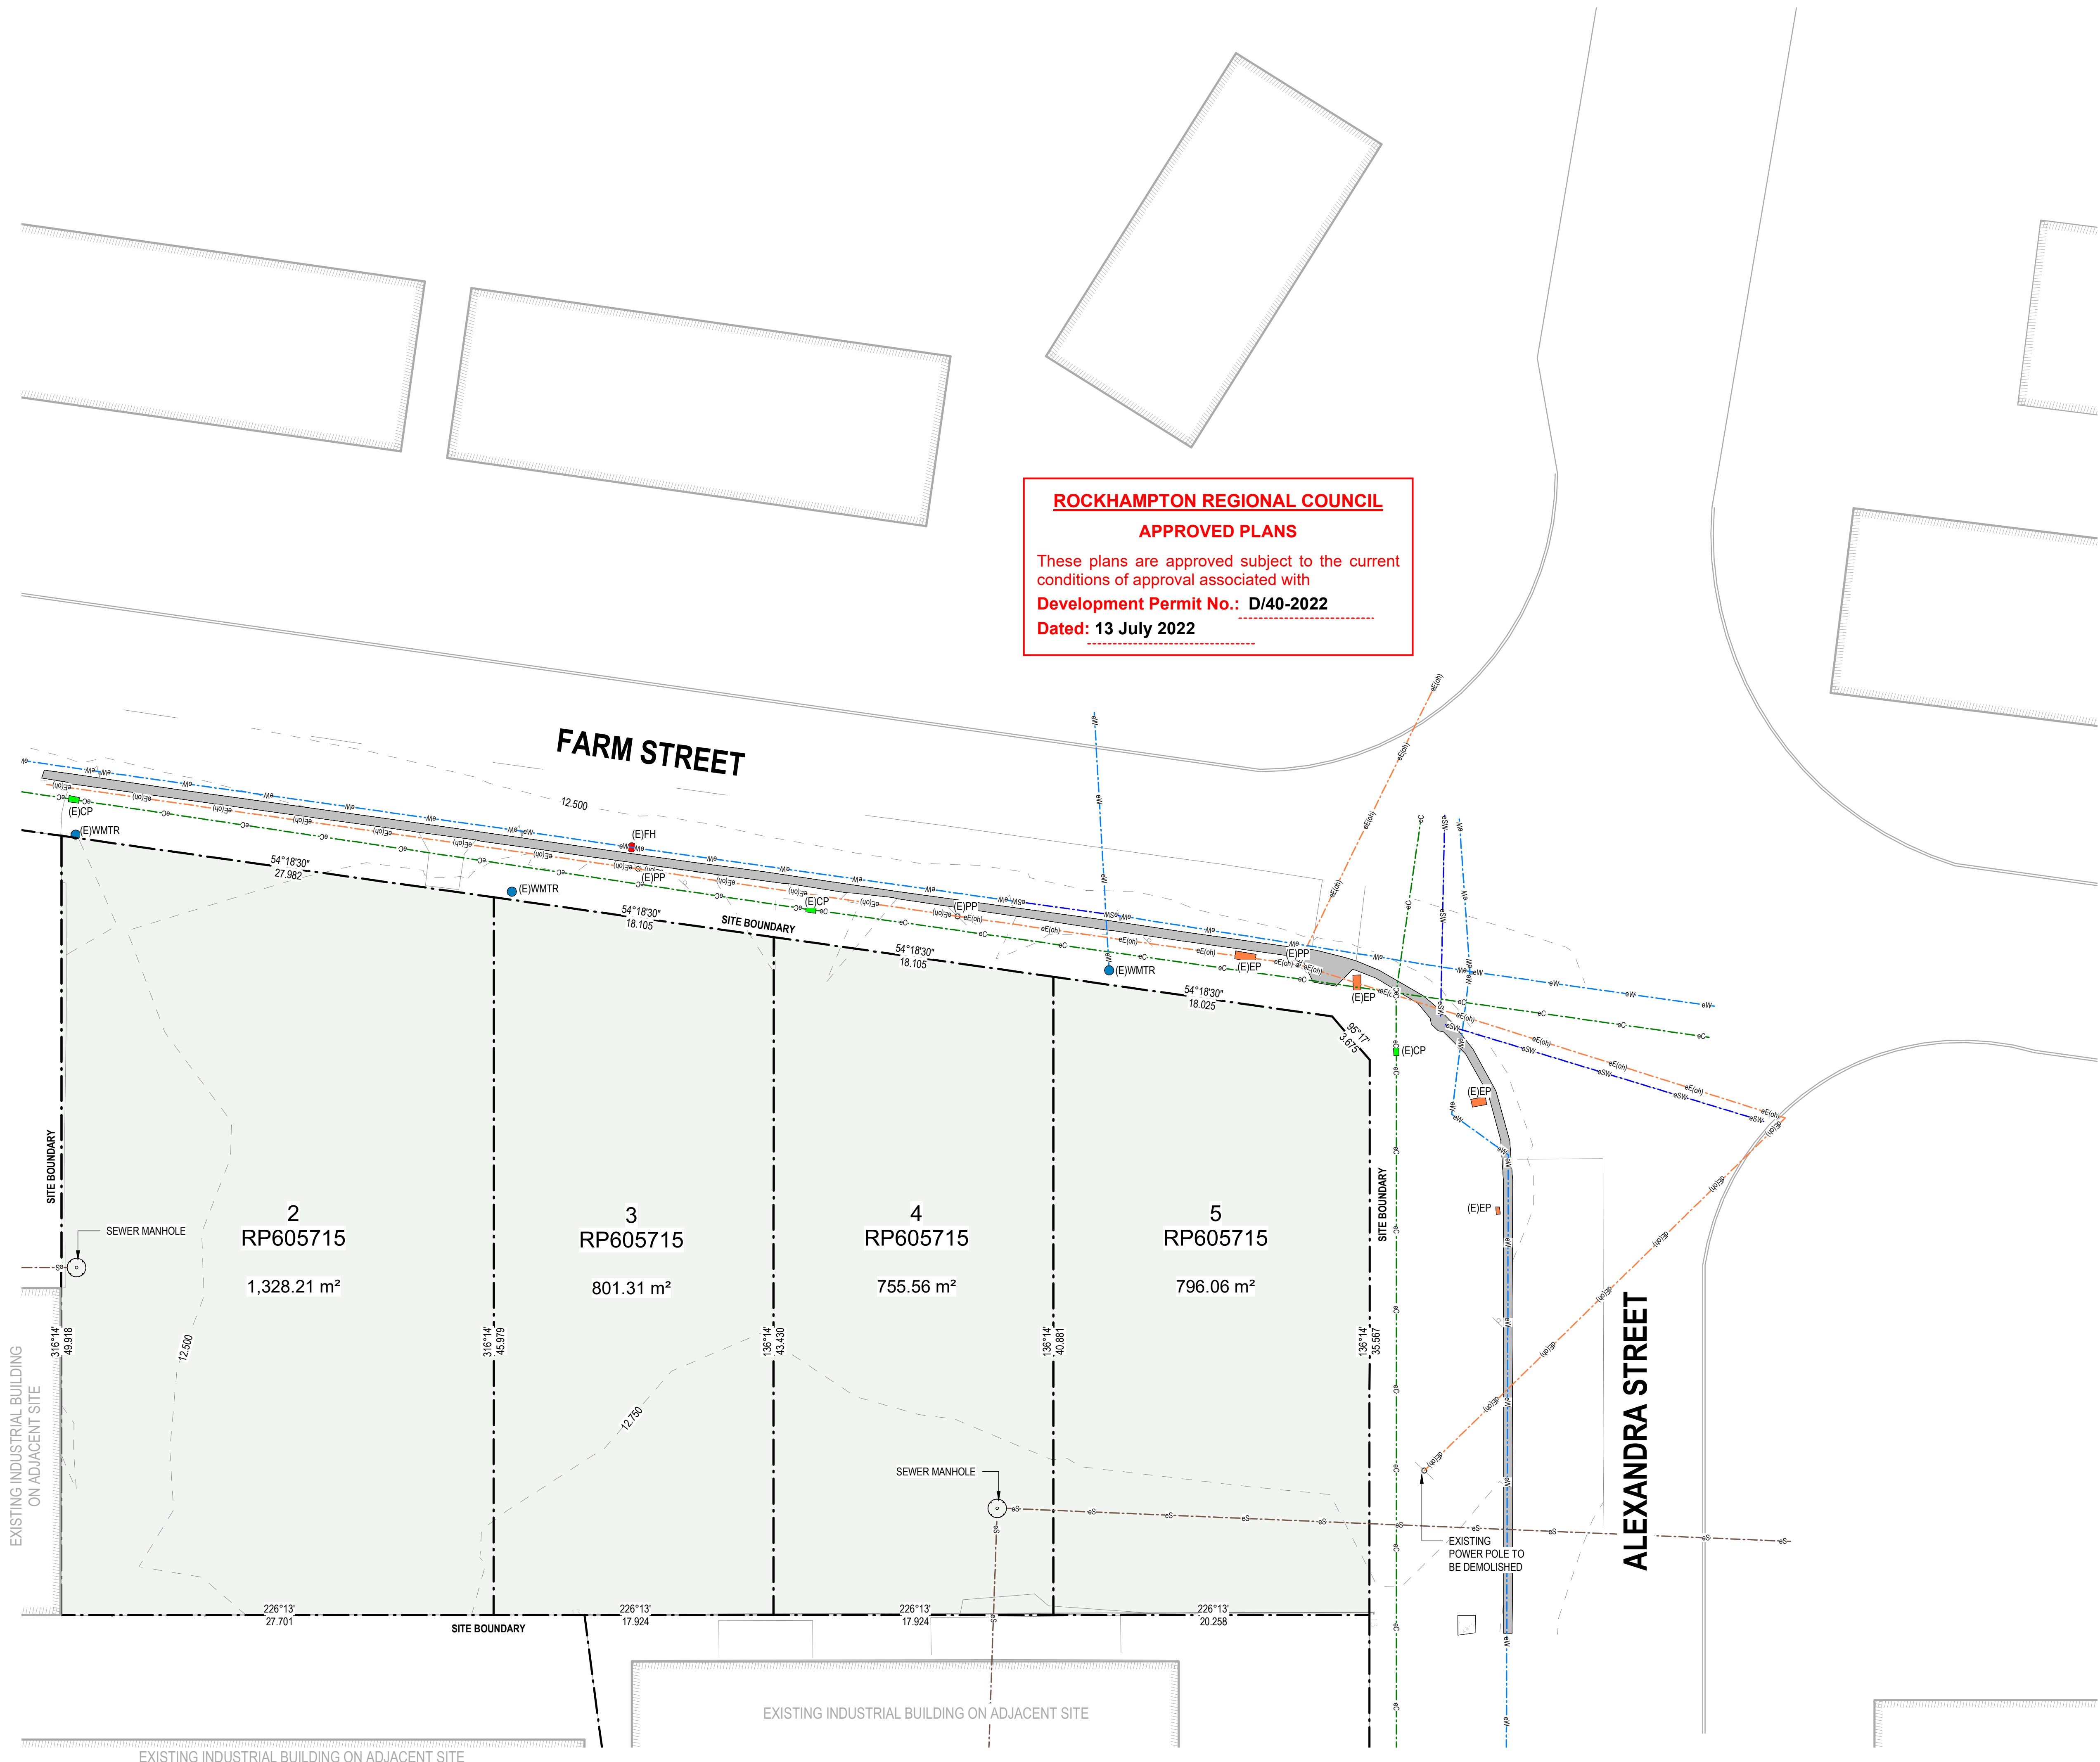 ROCKHAMPTON REGIONAL COUNCIL
APPROVED PLANS
These plans are approved subject to the current
conditions of approval associated with
Development Permit No.: D/40-2022
Dated: 13 July 2022
FARM STREET
12.500
(E)CP
(E)WMTR
54°18'30"
27.982
(E)WMTR
(E)FH
(E)PP
54°18'30"
18.105
SITE BOUNDARY
(E)CP
(E)PP
54°18'30"
18.105
(E)WMTR
(E)EP
(E)PP
(E)EP
54°18'30"
18.025
95°17'
3.675
(E)CP
(E)EP
(E)EP
eW
eC
eE(oh)
eSW
eS
SITE BOUNDARY
SEWER MANHOLE
2
RP605715
1,328.21 m²
3
RP605715
801.31 m²
4
RP605715
755.56 m²
5
RP605715
796.06 m²
SITE BOUNDARY
316°14'
49.918
12.500
316°14'
45.979
136°14'
43.430
136°14'
40.881
136°14'
35.567
12.750
SEWER MANHOLE
EXISTING
POWER POLE TO
BE DEMOLISHED
ALEXANDRA STREET
EXISTING INDUSTRIAL BUILDING
ON ADJACENT SITE
226°13'
27.701
SITE BOUNDARY
226°13'
17.924
226°13'
17.924
226°13'
20.258
EXISTING INDUSTRIAL BUILDING ON ADJACENT SITE
EXISTING INDUSTRIAL BUILDING ON ADJACENT SITE